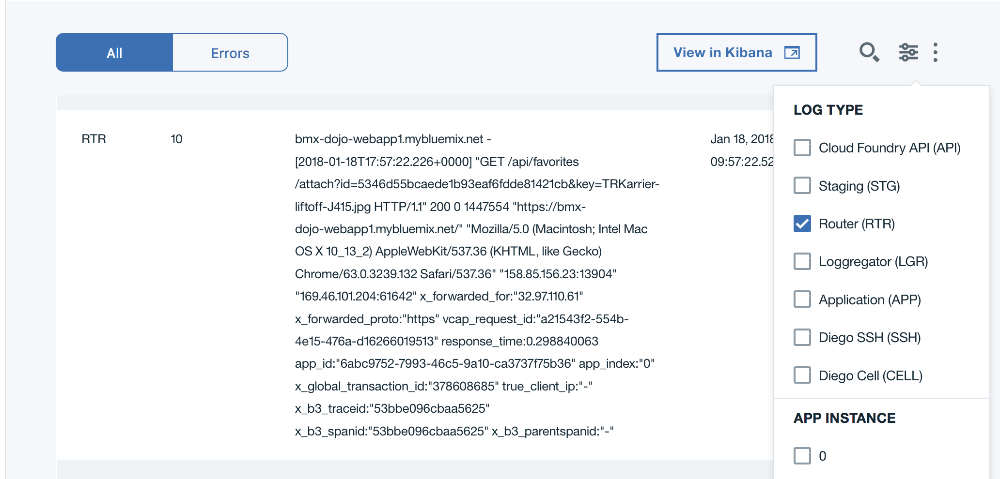 All
Errors
View in Kibana
RTR
10
bmx-dojo-webapp1.mybluemix.net -
[2018-01-18T17:57:22.226+0000] "GET /api/favorites
/attach?id=5346d55bcaede1b93eaf6fdde81421cb&key=TRKarrier-
liftoff-J415.jpg HTTP/1.1" 200 0 1447554 "https://bmx-
dojo-webapp1.mybluemix.net/" "Mozilla/5.0 (Macintosh; Intel Mac
OS X 10_13_2) AppleWebKit/537.36 (KHTML, like Gecko)
Chrome/63.0.3239.132 Safari/537.36" "158.85.156.23:13904"
"169.46.101.204:61642" x_forwarded_for:"32.97.110.61"
x_forwarded_proto:"https" vcap_request_id:"a21543f2-554b-
4e15-476a-d16266019513" response_time:0.298840063
app_id:"6abc9752-7993-46c5-9a10-ca3737f75b36" app_index:"0"
x_global_transaction_id:"378608685" true_client_ip:"-"
x_b3_traceid:"53bbe096cbaa5625"
x_b3_spanid:"53bbe096cbaa5625" x_b3_parentspanid:"-"
Jan 18, 2018
09:57:22.52
LOG TYPE
Cloud Foundry API (API)
Staging (STG)
Router (RTR)
Loggregator (LGR)
Application (APP)
Diego SSH (SSH)
Diego Cell (CELL)
APP INSTANCE
0